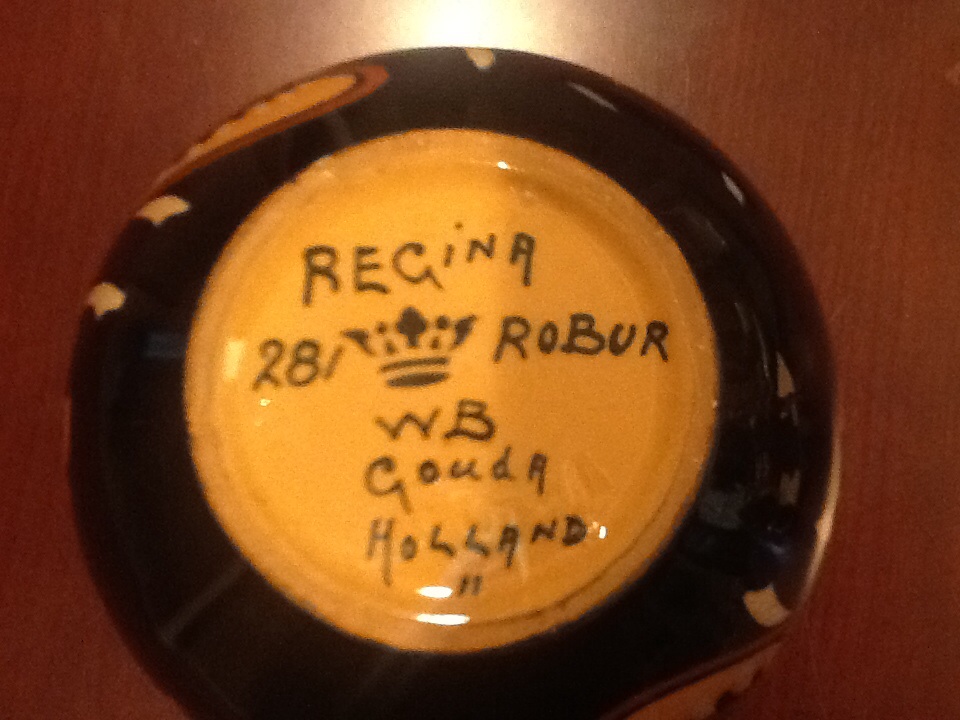 REGiNA
281 ROBUR
WB
GoudA
HOLLAND
"